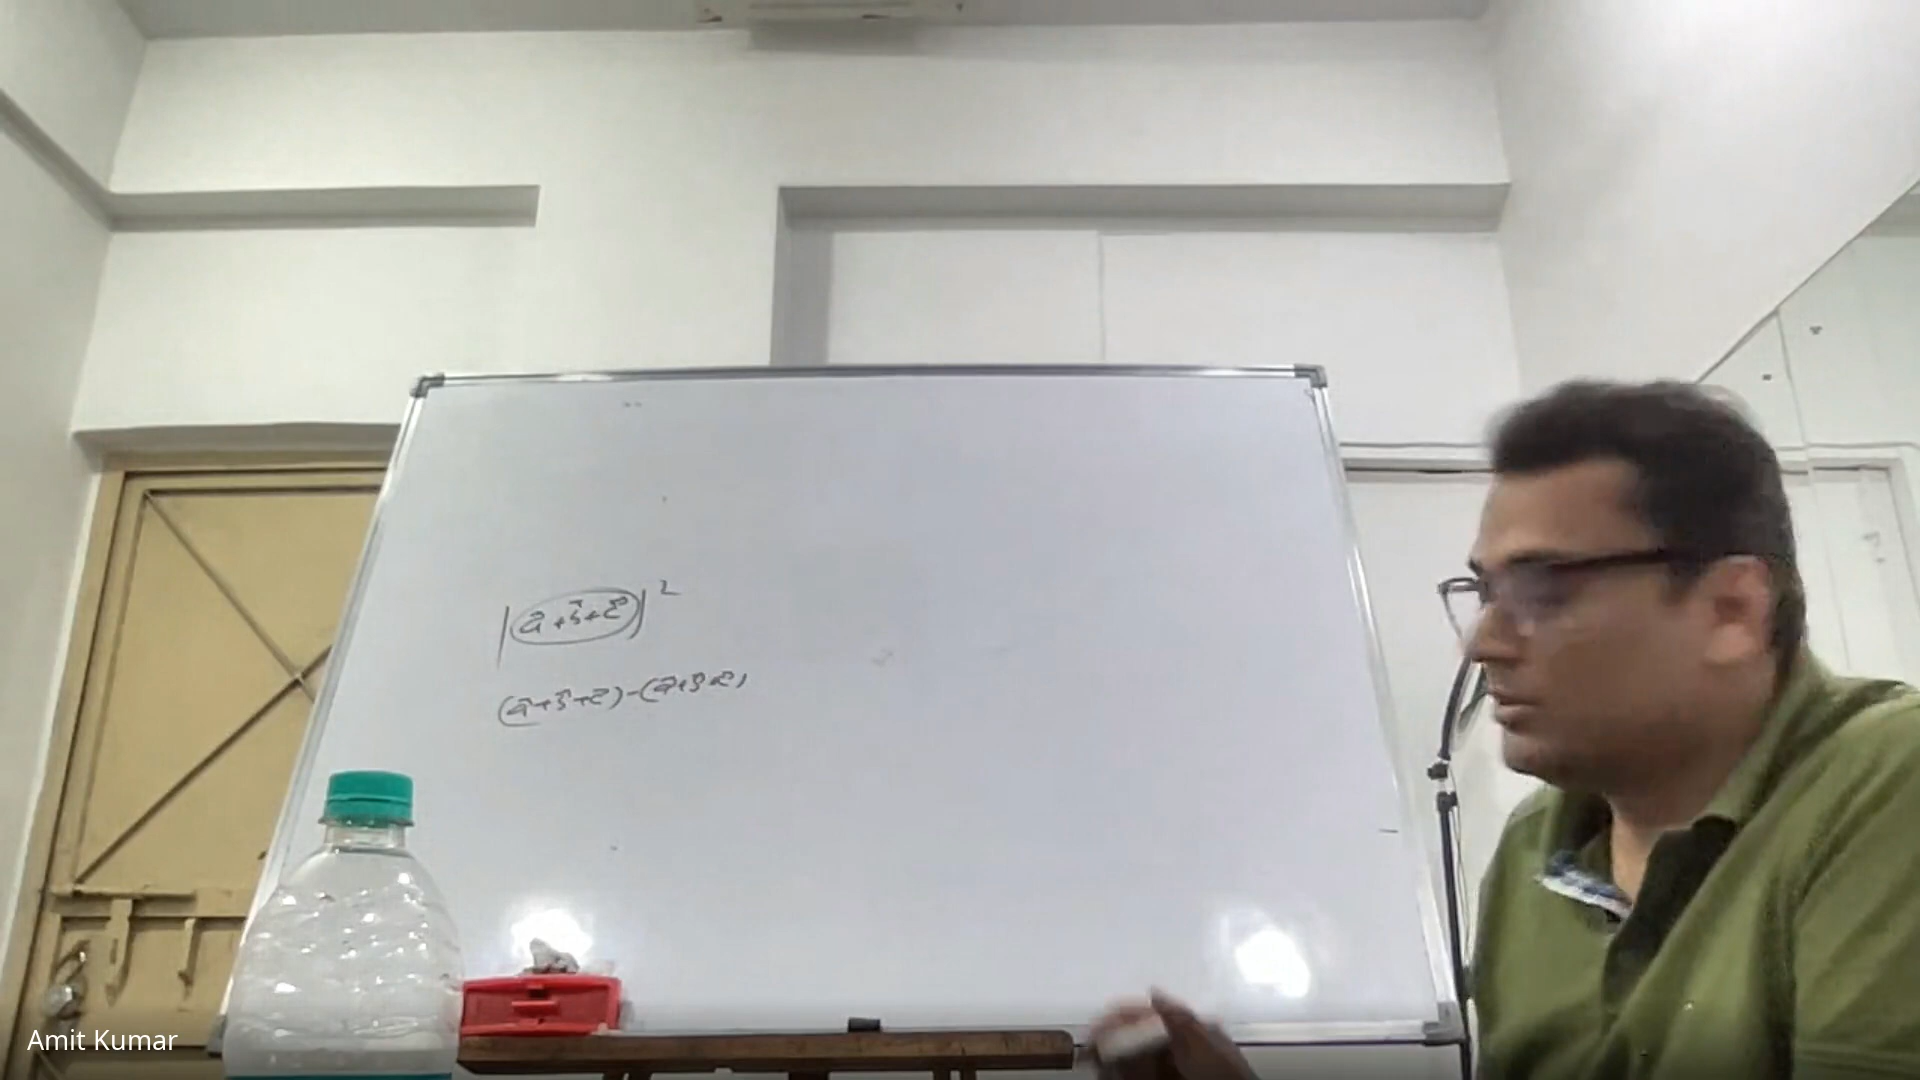 |a⃗+b⃗+c⃗|²
(a⃗+b⃗+c⃗)-(a⃗+b⃗+c⃗)
Amit Kumar